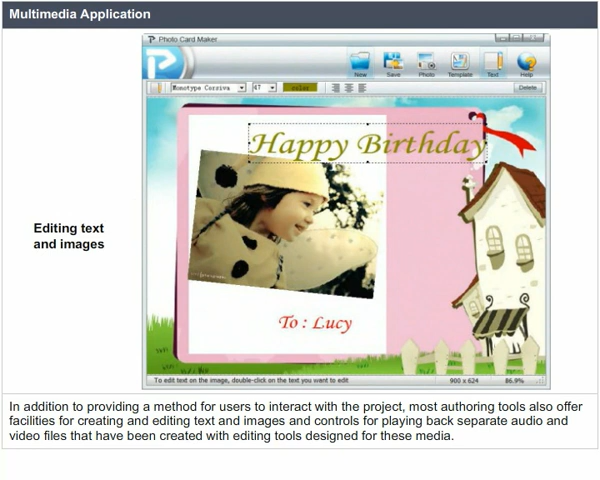 Multimedia Application
Photo Card Maker
New Save Photo Template Text Help
Monotype Corsiva 47 color Delete
Happy Birthday
Editing text
and images
To : Lucy
To edit text on the image, double-click on the text you want to edit 900 x 624 86.9%
In addition to providing a method for users to interact with the project, most authoring tools also offer
facilities for creating and editing text and images and controls for playing back separate audio and
video files that have been created with editing tools designed for these media.